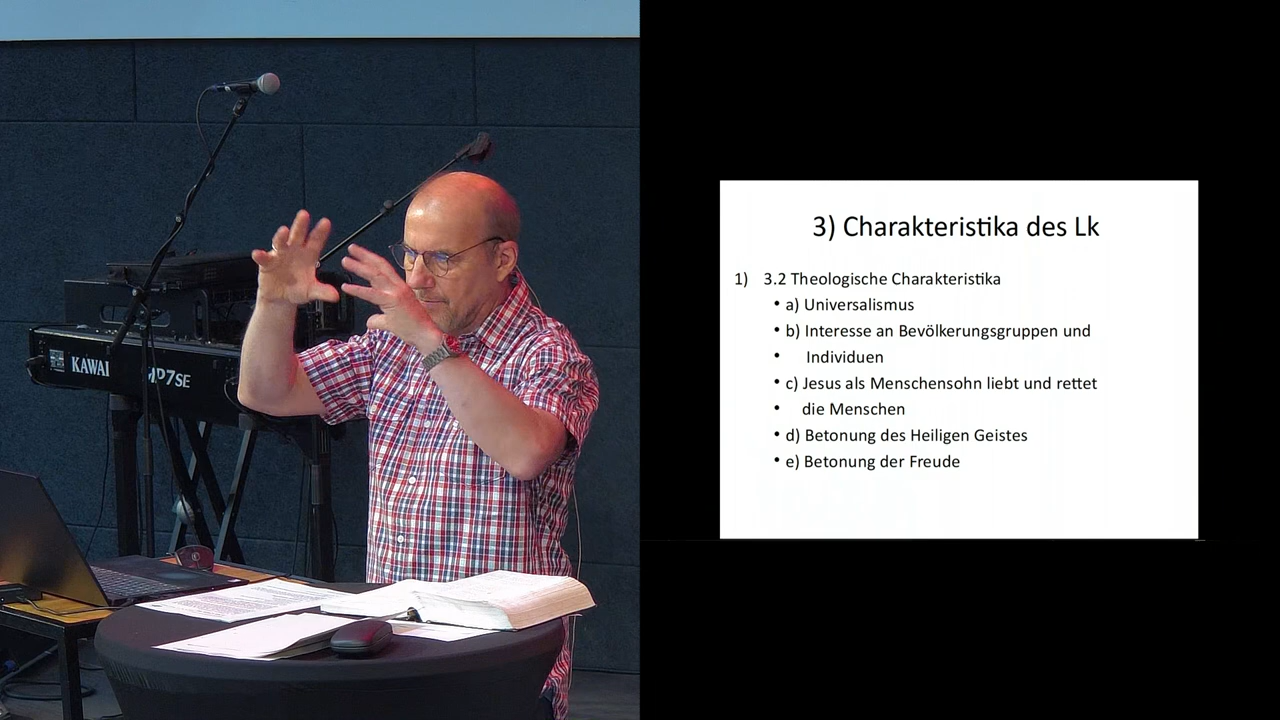 KAWAI
MP7SE
3) Charakteristika des Lk
1) 3.2 Theologische Charakteristika
• a) Universalismus
• b) Interesse an Bevölkerungsgruppen und
• Individuen
• c) Jesus als Menschensohn liebt und rettet
• die Menschen
• d) Betonung des Heiligen Geistes
• e) Betonung der Freude